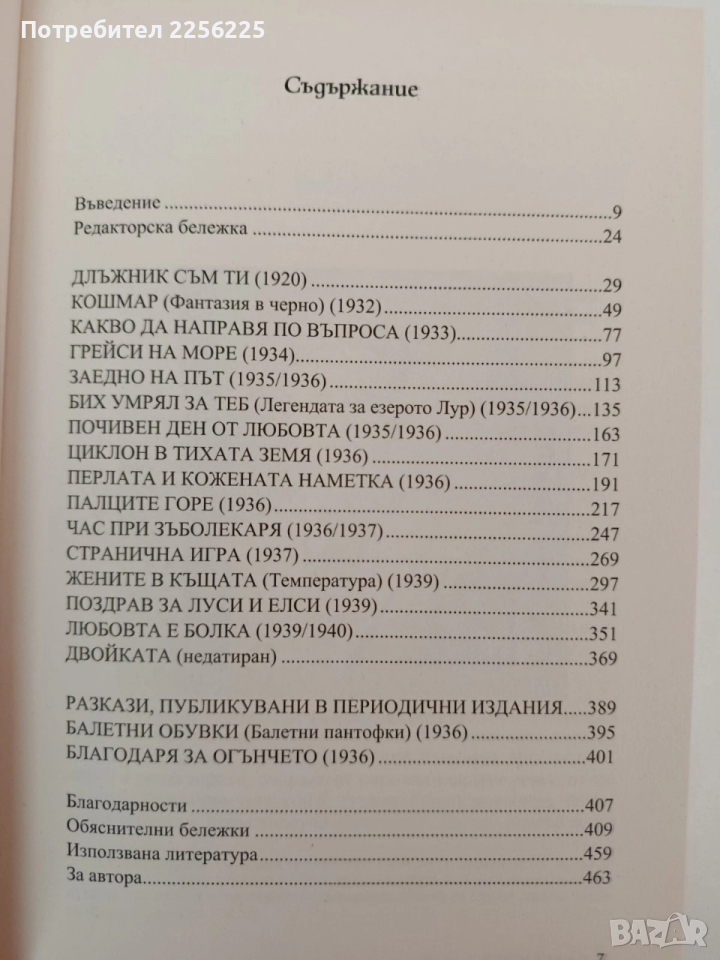 Потребител 2256225
Съдържание
Въведение ..........9
Редакторска бележка ..........24
ДЛЪЖНИК СЪМ ТИ (1920) ..........29
КОШМАР (Фантазия в черно) (1932) ..........49
КАКВО ДА НАПРАВЯ ПО ВЪПРОСА (1933)..........77
ГРЕЙСИ НА МОРЕ (1934)..........97
ЗАЕДНО НА ПЪТ (1935/1936) ..........113
БИХ УМРЯЛ ЗА ТЕБ (Легендата за езерото Лур) (1935/1936) ..135
ПОЧИВЕН ДЕН ОТ ЛЮБОВТА (1935/1936) ..........163
ЦИКЛОН В ТИХАТА ЗЕМЯ (1936) ..........171
ПЕРЛАТА И КОЖЕНАТА НАМЕТКА (1936) ..........191
ПАЛЦИТЕ ГОРЕ (1936) ..........217
ЧАС ПРИ ЗЪБОЛЕКАРЯ (1936/1937) ..........247
СТРАНИЧНА ИГРА (1937) ..........269
ЖЕНИТЕ В КЪЩАТА (Температура) (1939) ..........297
ПОЗДРАВ ЗА ЛУСИ И ЕЛСИ (1939) ..........341
ЛЮБОВТА Е БОЛКА (1939/1940) ..........351
ДВОЙКАТА (недатиран) ..........369
РАЗКАЗИ, ПУБЛИКУВАНИ В ПЕРИОДИЧНИ ИЗДАНИЯ.....389
БАЛЕТНИ ОБУВКИ (Балетни пантофки) (1936) ..........395
БЛАГОДАРЯ ЗА ОГЪНЧЕТО (1936) ..........401
Благодарности ..........407
Обяснителни бележки ..........409
Използвана литература..........459
За автора..........463
7
BAZAR